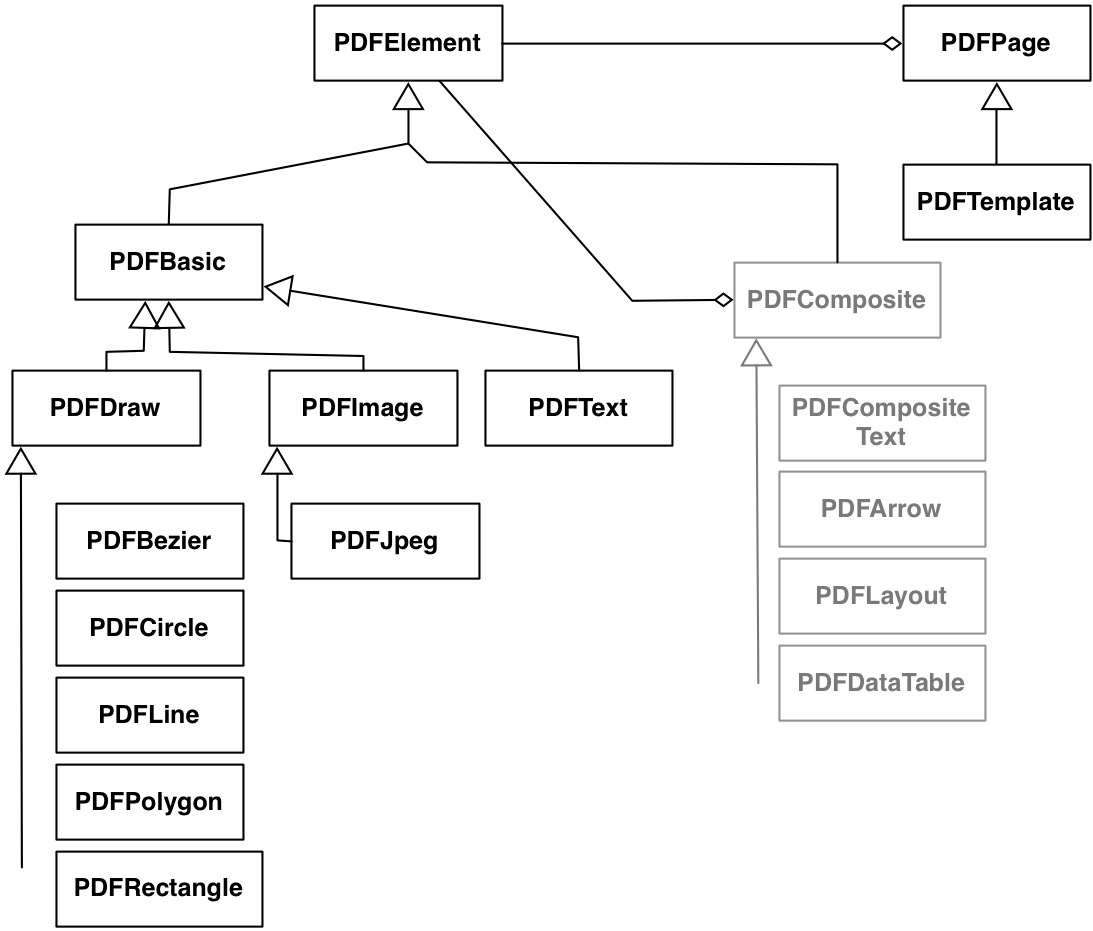 PDFElement
PDFPage
PDFTemplate
PDFBasic
PDFComposite
PDFDraw
PDFImage
PDFText
PDFComposite
Text
PDFArrow
PDFBezier
PDFJpeg
PDFLayout
PDFCircle
PDFDataTable
PDFLine
PDFPolygon
PDFRectangle